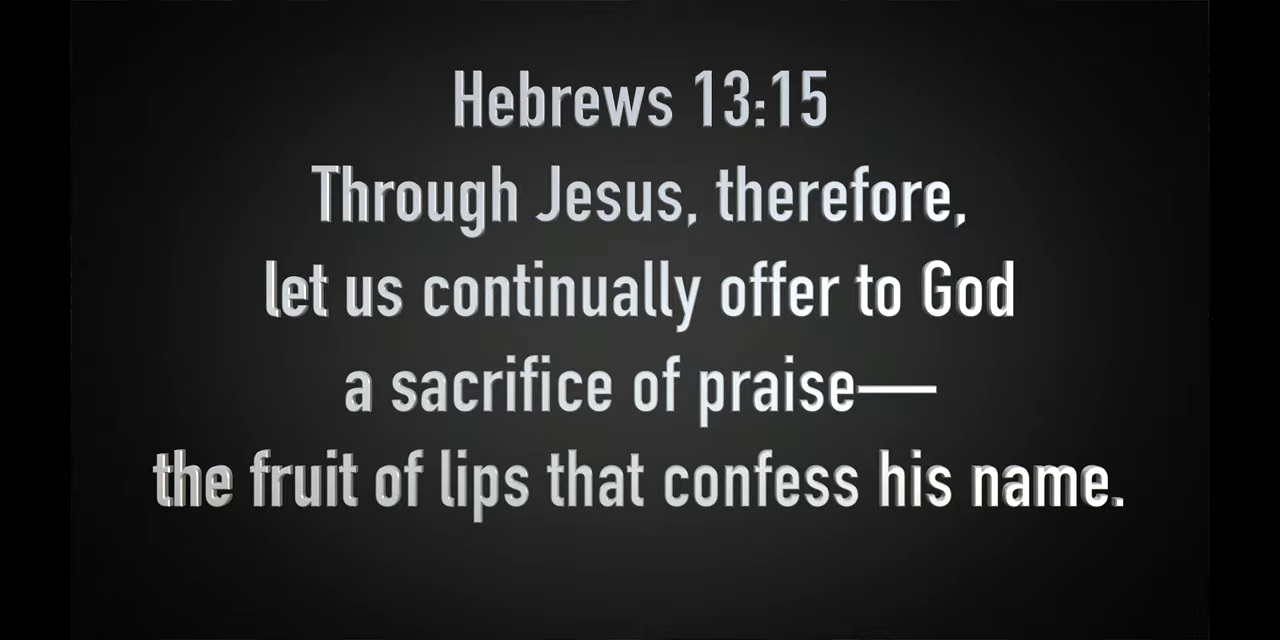 Hebrews 13:15
Through Jesus, therefore,
let us continually offer to God
a sacrifice of praise—
the fruit of lips that confess his name.